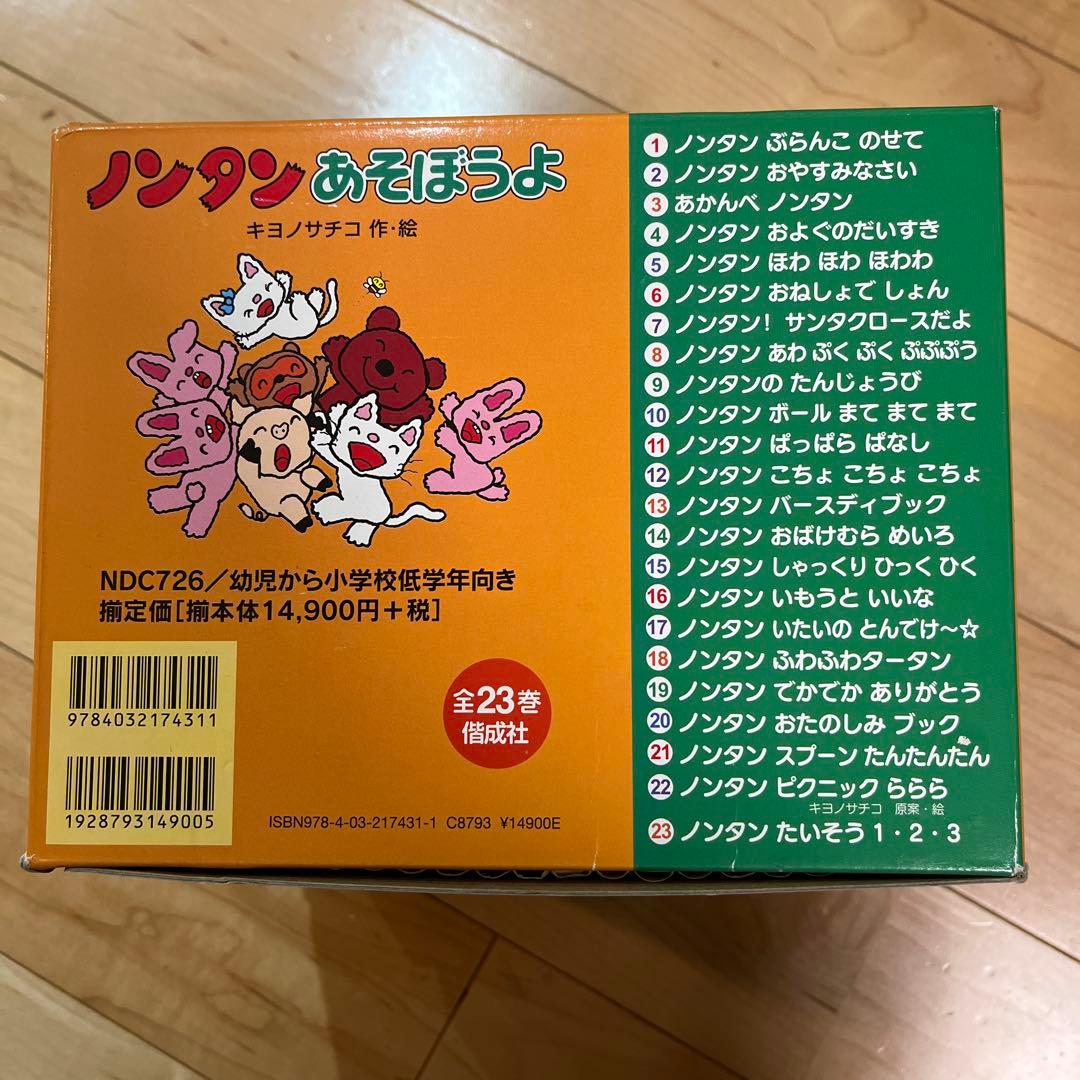 ノンタン あそぼうよ
キヨノサチコ 作・絵
NDC726／幼児から小学校低学年向き
揃定価[揃本体14,900円＋税]
9784032174311
1928793149005
全23巻
偕成社
ISBN978-4-03-217431-1 C8793 ¥14900E
1 ノンタン ぶらんこ のせて
2 ノンタン おやすみなさい
3 あかんべ ノンタン
4 ノンタン およぐのだいすき
5 ノンタン ほわ ほわ ほわわ
6 ノンタン おねしょで しょん
7 ノンタン！ サンタクロースだよ
8 ノンタン あわ ぷく ぷく ぷぷぷう
9 ノンタンの たんじょうび
10 ノンタン ボール まて まて まて
11 ノンタン ぱっぱら ぱなし
12 ノンタン こちょ こちょ こちょ
13 ノンタン バースディブック
14 ノンタン おばけむら めいろ
15 ノンタン しゃっくり ひっく ひく
16 ノンタン いもうと いいな
17 ノンタン いたいの とんでけ〜☆
18 ノンタン ふわふわタータン
19 ノンタン でかでか ありがとう
20 ノンタン おたのしみ ブック
21 ノンタン スプーン たんたんたん
22 ノンタン ピクニック ららら
キヨノサチコ 原案・絵
23 ノンタン たいそう 1・2・3